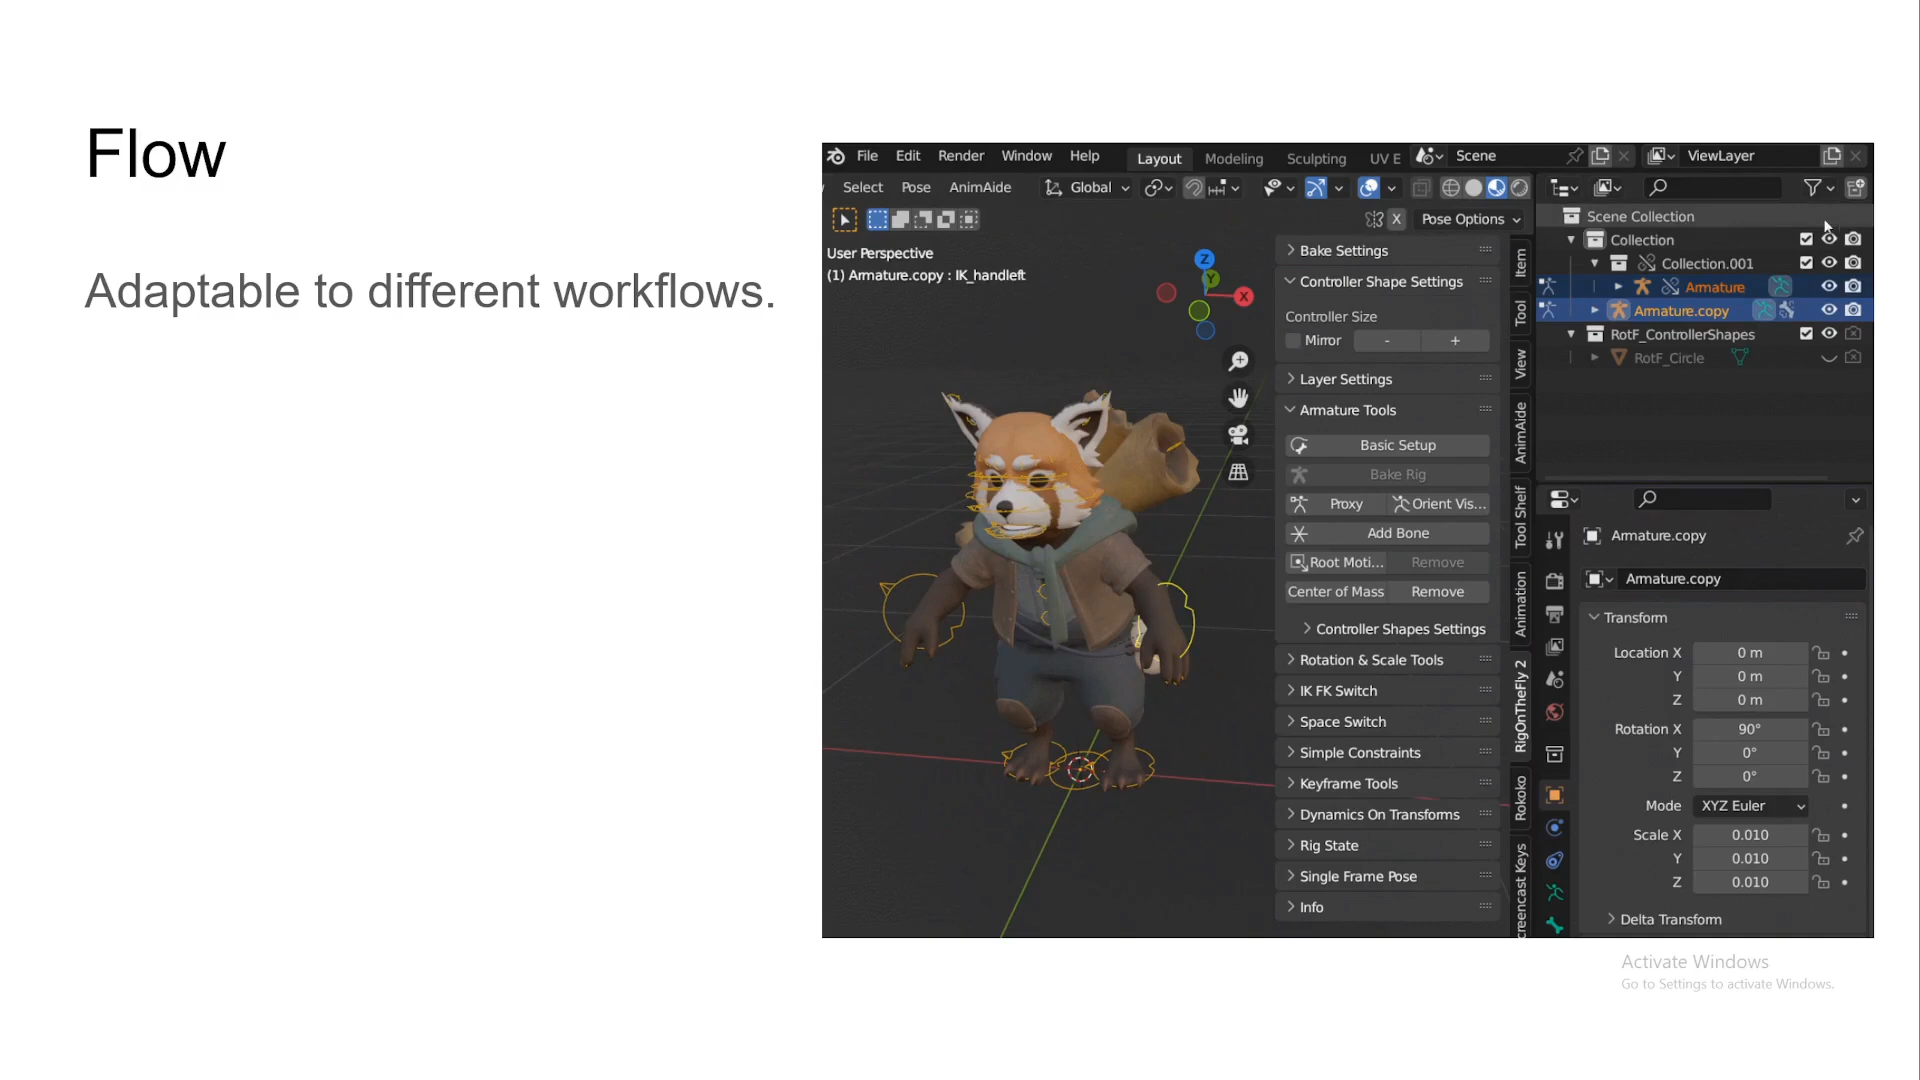 Flow
Adaptable to different workflows.
File Edit Render Window Help Layout Modeling Sculpting UV E Scene ViewLayer
Select Pose AnimAide Global
X Pose Options
User Perspective
(1) Armature.copy : IK_handleft
Z
Y
X
Bake Settings
Controller Shape Settings
Controller Size
Mirror - +
Layer Settings
Armature Tools
Basic Setup
Bake Rig
Proxy Orient Vis...
Add Bone
Root Moti... Remove
Center of Mass Remove
Controller Shapes Settings
Rotation & Scale Tools
IK FK Switch
Space Switch
Simple Constraints
Keyframe Tools
Dynamics On Transforms
Rig State
Single Frame Pose
Info
Item
Tool
View
AnimAide
Tool Shelf
Animation
RigOnTheFly 2
Rokoko
creencast Keys
Scene Collection
Collection
Collection.001
Armature
Armature.copy
RotF_ControllerShapes
RotF_Circle
Armature.copy
Armature.copy
Transform
Location X 0 m
Y 0 m
Z 0 m
Rotation X 90°
Y 0°
Z 0°
Mode XYZ Euler
Scale X 0.010
Y 0.010
Z 0.010
Delta Transform
Activate Windows
Go to Settings to activate Windows.